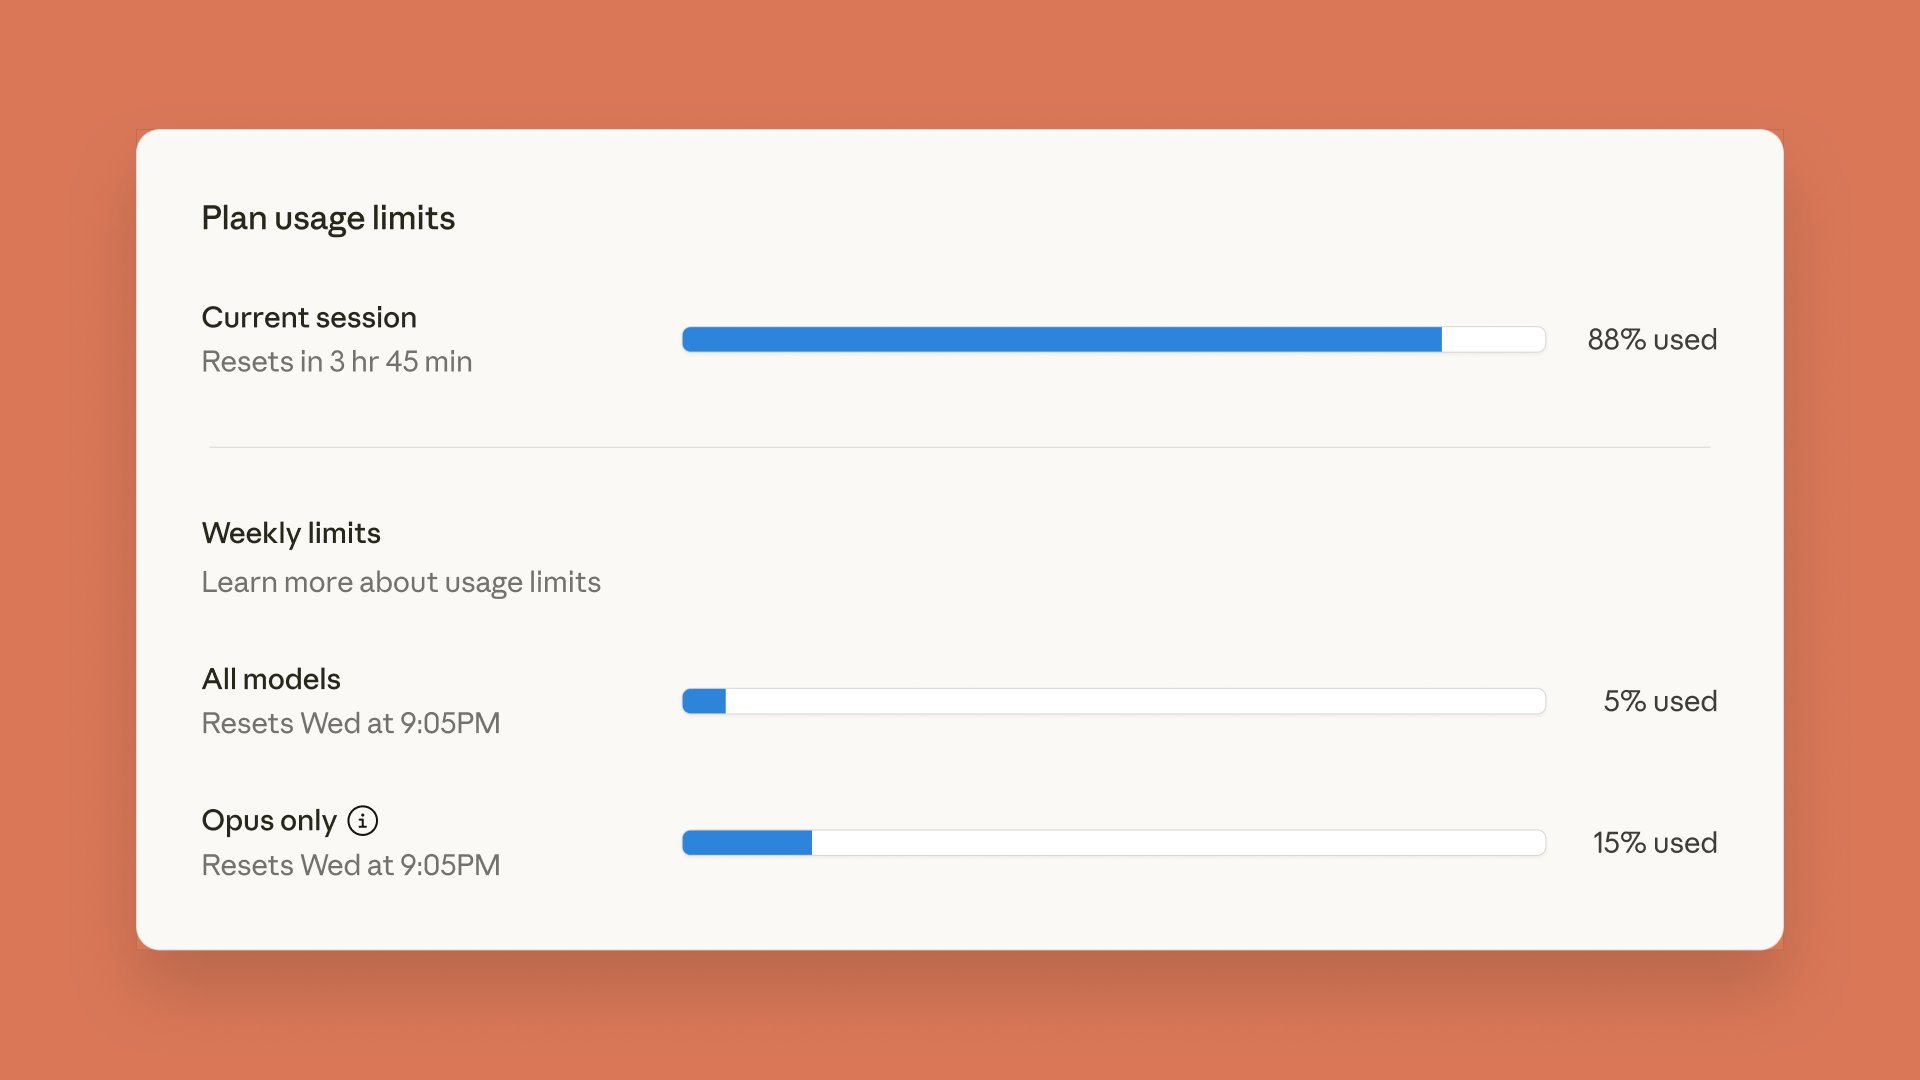 Plan usage limits
Current session
Resets in 3 hr 45 min
88% used
Weekly limits
Learn more about usage limits
All models
Resets Wed at 9:05PM
5% used
Opus only
Resets Wed at 9:05PM
15% used